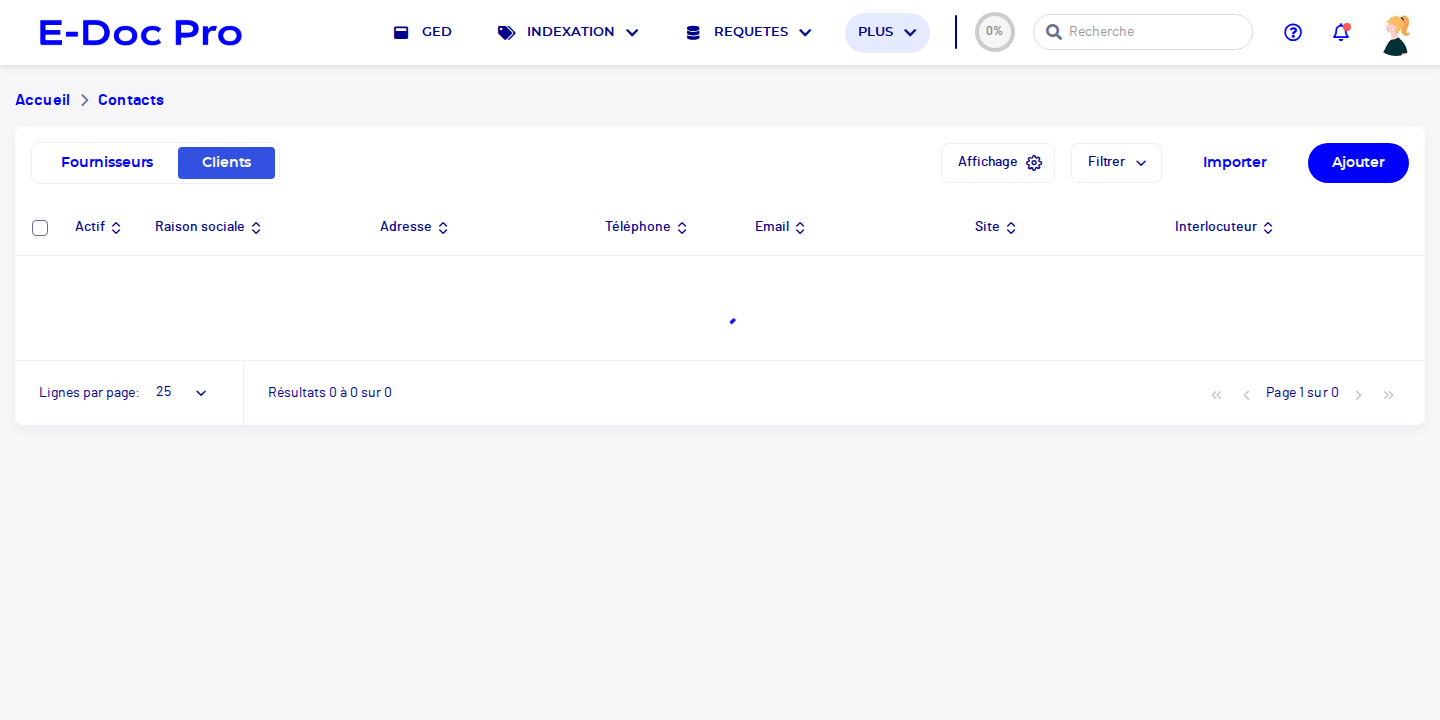 E-Doc Pro
GED
INDEXATION
REQUETES
PLUS
0%
Recherche
Accueil
Contacts
Fournisseurs
Clients
Affichage
Filtrer
Importer
Ajouter
Actif
Raison sociale
Adresse
Téléphone
Email
Site
Interlocuteur
Lignes par page:
25
Résultats 0 à 0 sur 0
Page 1 sur 0